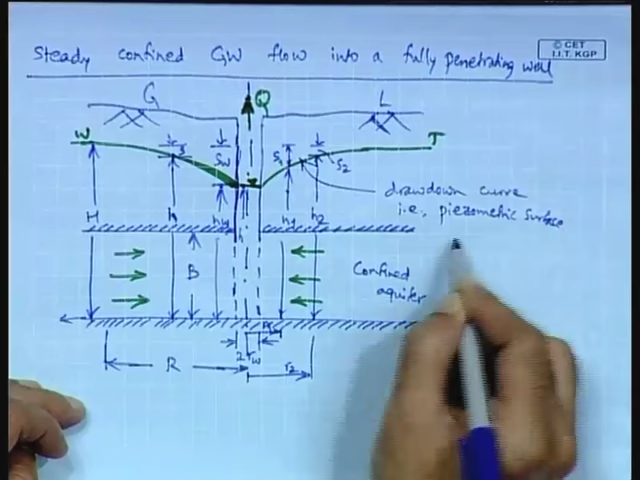 Steady confined GW flow into a fully penetrating well
© CET
I.I.T. KGP
G Q L
W S Sw S1 S2 T
drawdown curve
i.e., piezometric surface
H h hw h1 h2
B
Confined
aquifer
2rw
R r2